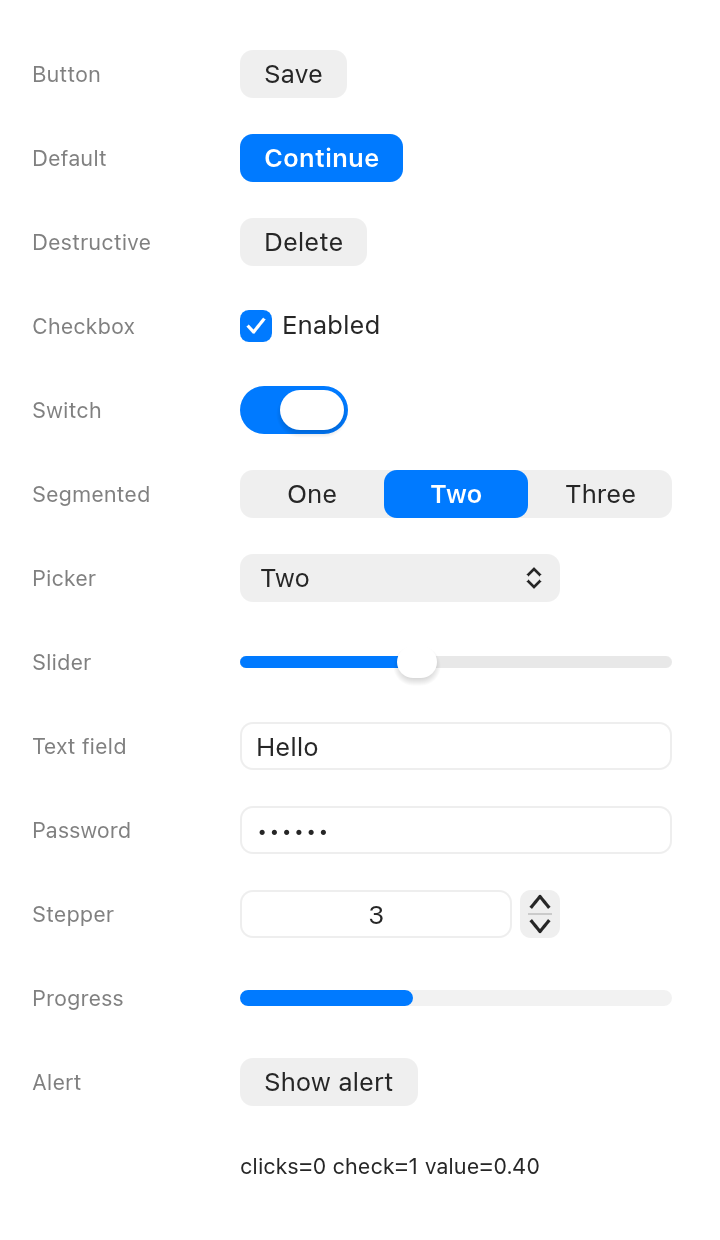 Button Save
Default Continue
Destructive Delete
Checkbox Enabled
Switch
Segmented One Two Three
Picker Two
Slider
Text field Hello
Password ••••••
Stepper 3
Progress
Alert Show alert
clicks=0 check=1 value=0.40